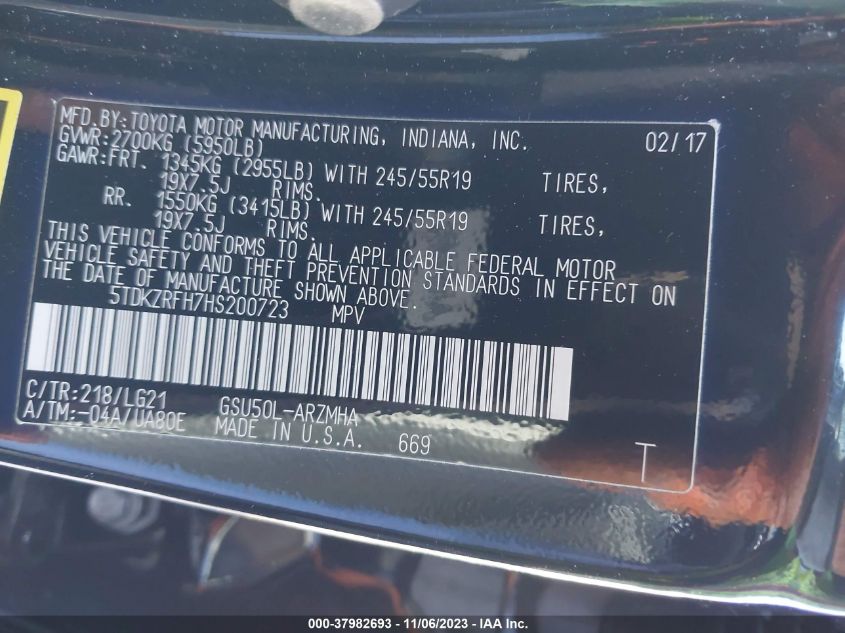 MFD.BY:TOYOTA MOTOR MANUFACTURING, INDIANA, INC. 02/17
GVWR:2700KG (5950LB)
GAWR:FRT. 1345KG (2955LB) WITH 245/55R19 TIRES,
19X7.5J RIMS.
RR. 1550KG (3415LB) WITH 245/55R19 TIRES,
19X7.5J RIMS.
THIS VEHICLE CONFORMS TO ALL APPLICABLE FEDERAL MOTOR
VEHICLE SAFETY AND THEFT PREVENTION STANDARDS IN EFFECT ON
THE DATE OF MANUFACTURE SHOWN ABOVE.
5TDKZRFH7HS200723 MPV
C/TR:218/LG21 GSU50L-ARZMHA
A/TM:-04A/UA80E MADE IN U.S.A. 669 T
000-37982693 - 11/06/2023 - IAA Inc.